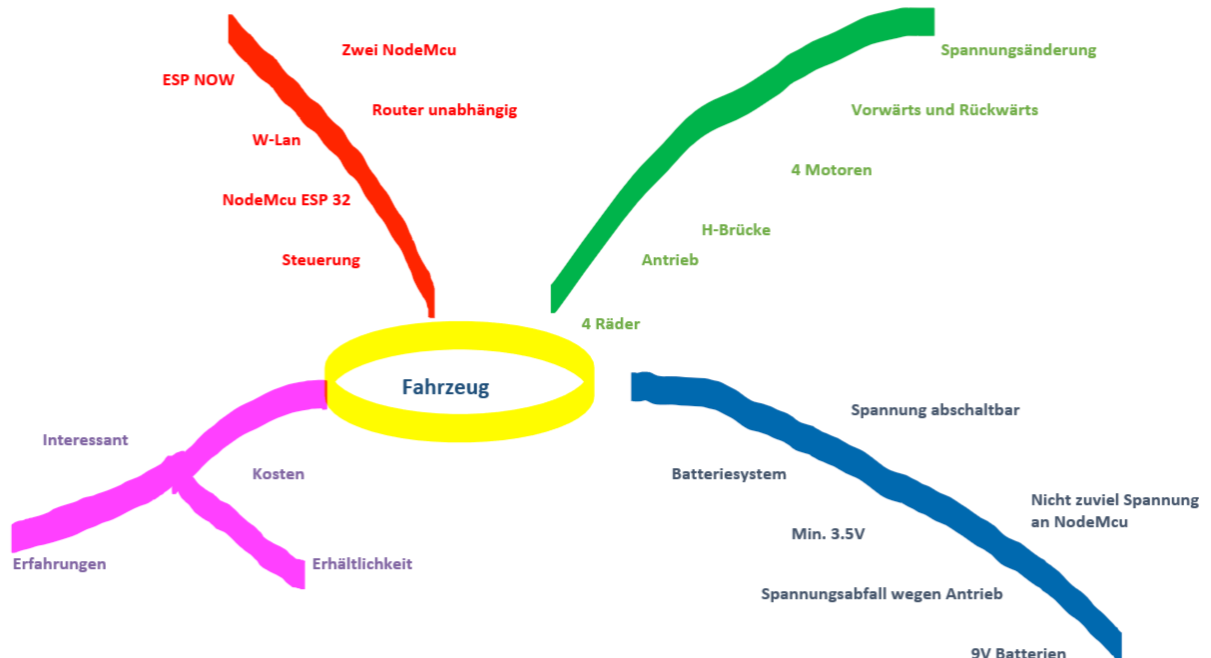 Zwei NodeMcu
ESP NOW
Router unabhängig
W-Lan
NodeMcu ESP 32
Steuerung
Spannungsänderung
Vorwärts und Rückwärts
4 Motoren
H-Brücke
Antrieb
4 Räder
Fahrzeug
Interessant
Kosten
Erfahrungen
Erhältlichkeit
Spannung abschaltbar
Batteriesystem
Nicht zuviel Spannung
an NodeMcu
Min. 3.5V
Spannungsabfall wegen Antrieb
9V Batterien